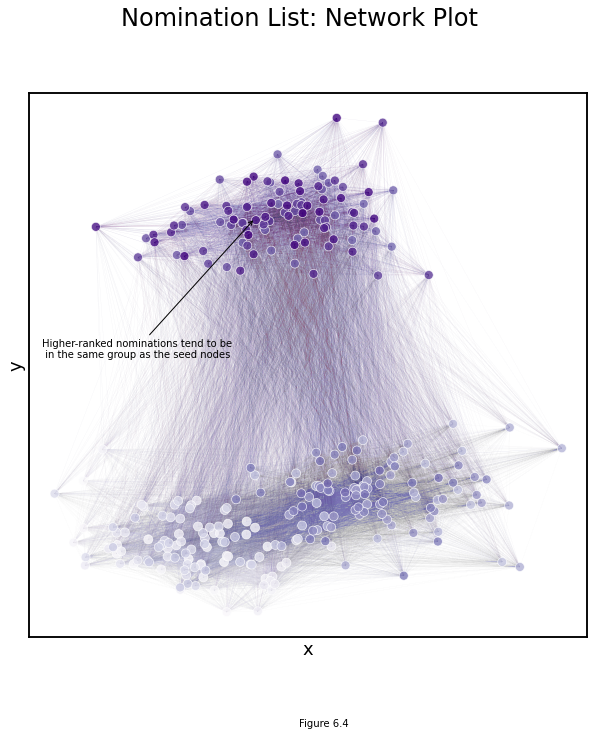 Nomination List: Network Plot
Higher-ranked nominations tend to be
in the same group as the seed nodes
y
x
Figure 6.4